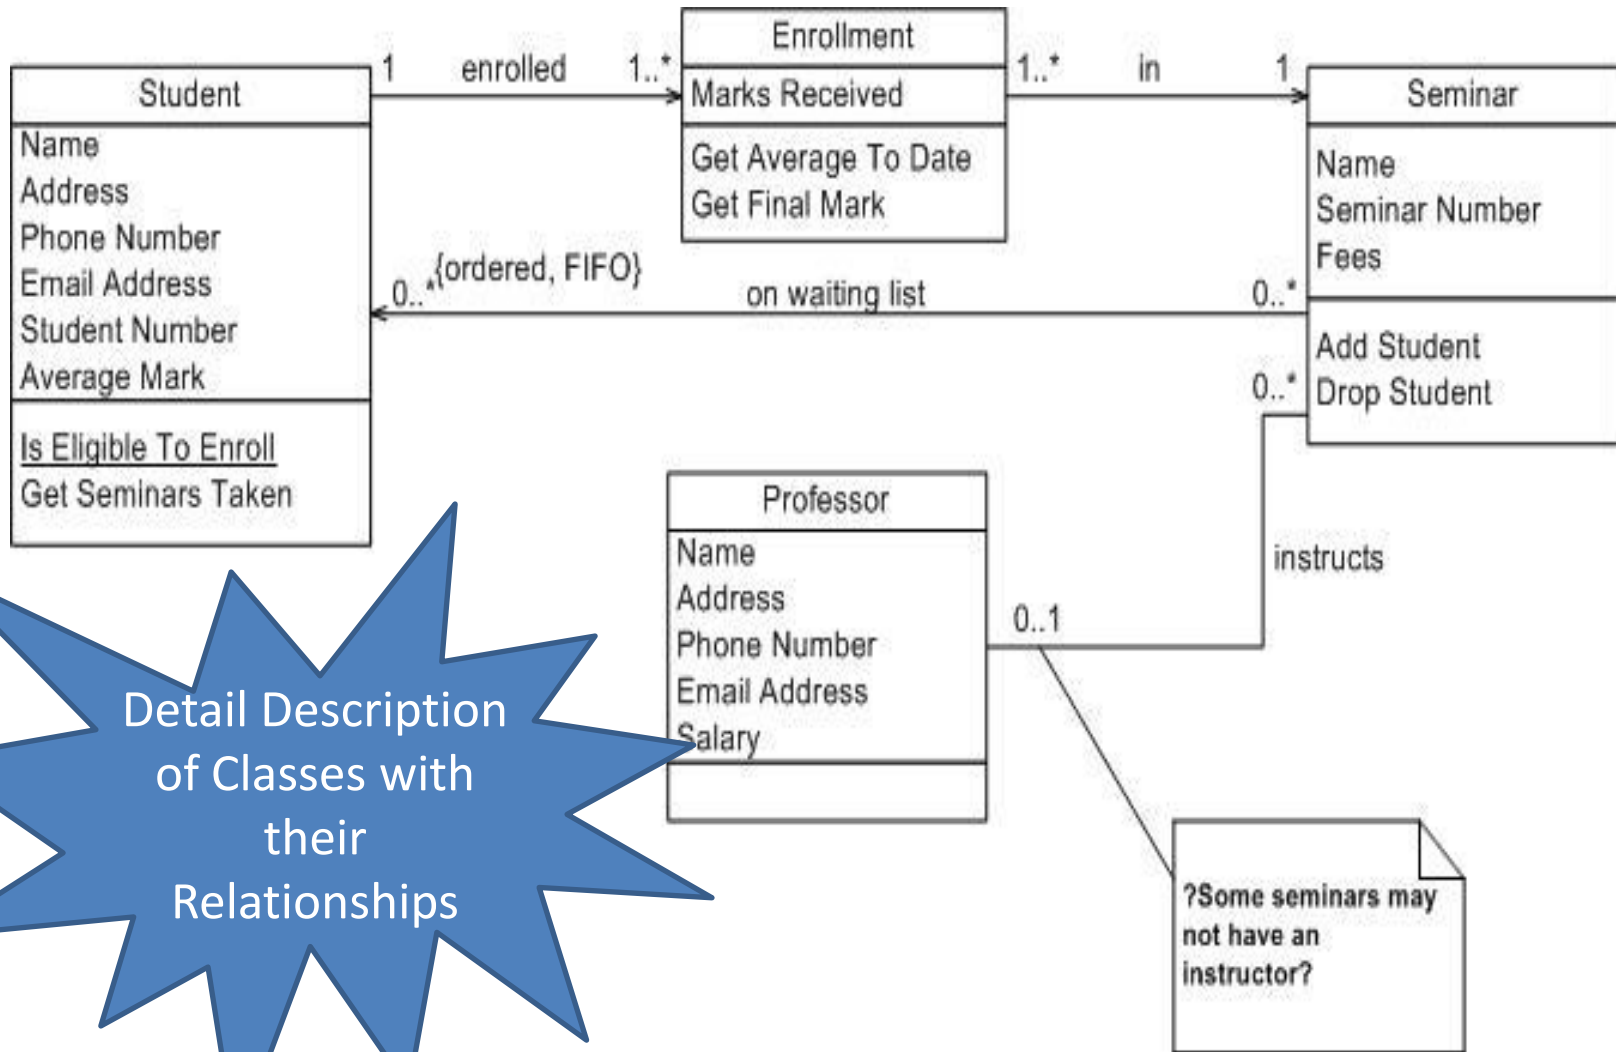 Student
Name
Address
Phone Number
Email Address
Student Number
Average Mark
Is Eligible To Enroll
Get Seminars Taken
1
enrolled
1..*
Enrollment
Marks Received
Get Average To Date
Get Final Mark
1..*
in
1
Seminar
Name
Seminar Number
Fees
Add Student
Drop Student
0..*
{ordered, FIFO}
on waiting list
0..*
0..*
instructs
0..1
Professor
Name
Address
Phone Number
Email Address
Salary
Detail Description
of Classes with
their
Relationships
?Some seminars may
not have an
instructor?